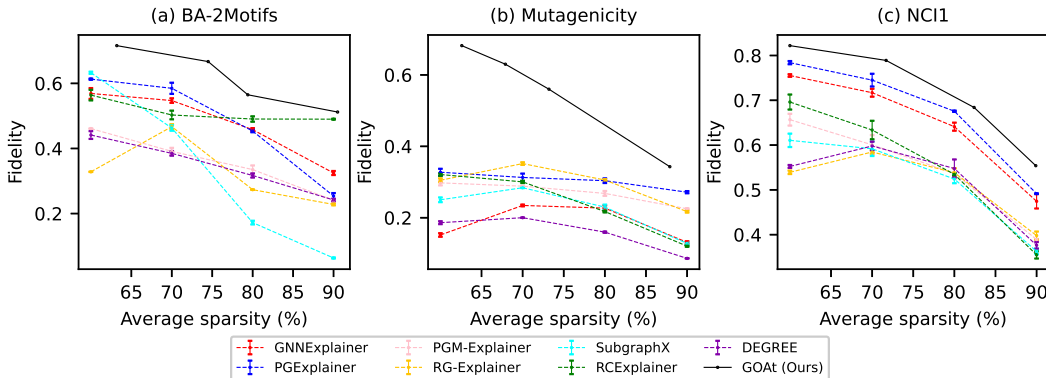 (a) BA-2Motifs
(b) Mutagenicity
(c) NCI1
Fidelity
0.6
0.4
0.2
65 70 75 80 85 90
Average sparsity (%)
Fidelity
0.6
0.4
0.2
65 70 75 80 85 90
Average sparsity (%)
Fidelity
0.8
0.7
0.6
0.5
0.4
65 70 75 80 85 90
Average sparsity (%)
GNNExplainer PGM-Explainer SubgraphX DEGREE
PGExplainer RG-Explainer RCExplainer GOAt (Ours)